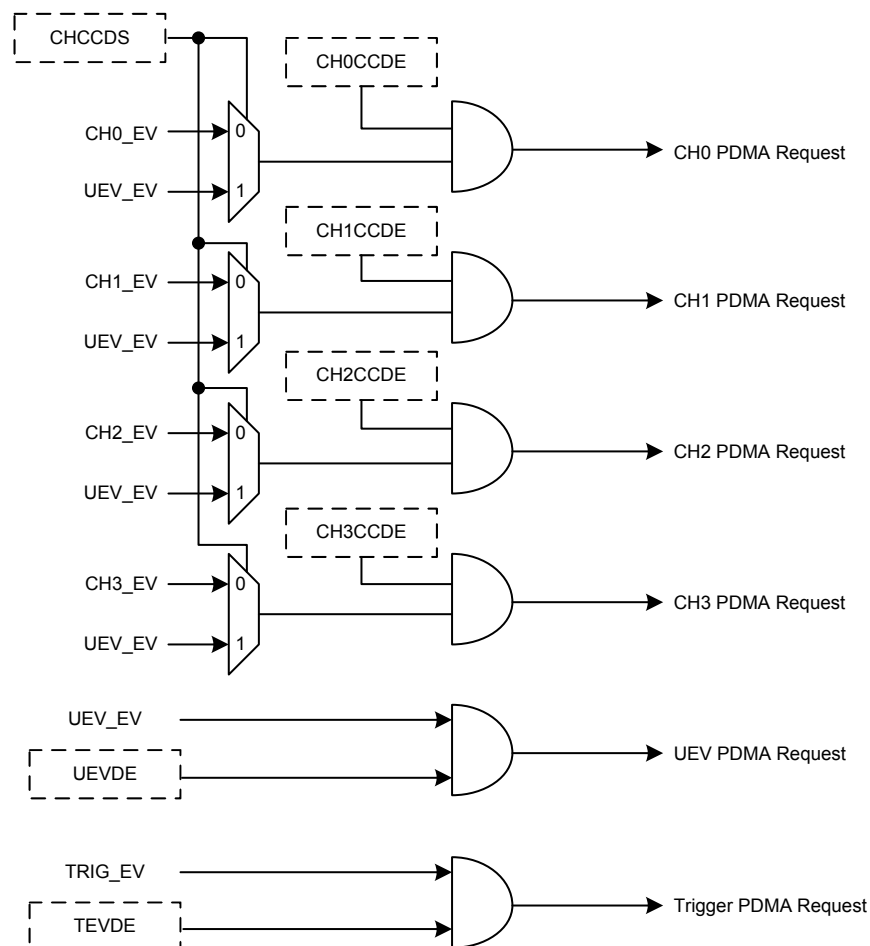 CHCCDS
CH0CCDE
CH0_EV
0
CH0 PDMA Request
UEV_EV
1
CH1CCDE
CH1_EV
0
CH1 PDMA Request
UEV_EV
1
CH2CCDE
CH2_EV
0
CH2 PDMA Request
UEV_EV
1
CH3CCDE
CH3_EV
0
CH3 PDMA Request
UEV_EV
1
UEV_EV
UEV PDMA Request
UEVDE
TRIG_EV
Trigger PDMA Request
TEVDE